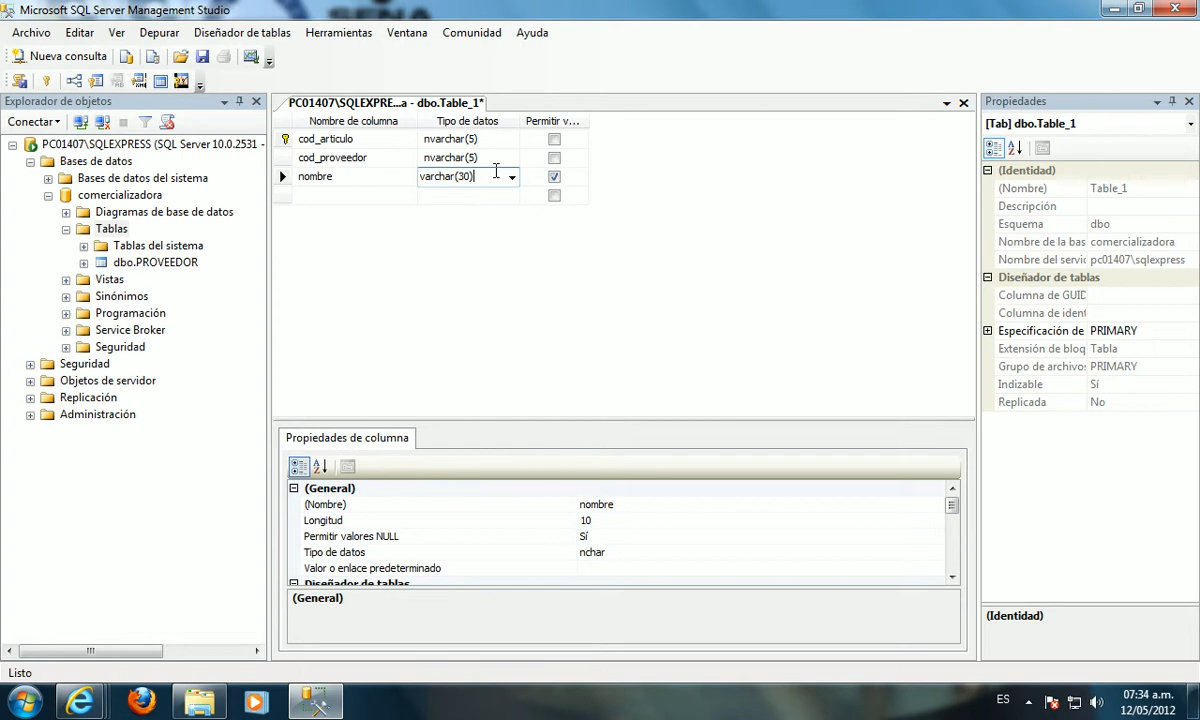 Microsoft SQL Server Management Studio
Archivo Editar Ver Depurar Diseñador de tablas Herramientas Ventana Comunidad Ayuda
Nueva consulta
Explorador de objetos
Conectar
PC01407\SQLEXPRESS (SQL Server 10.0.2531 -
Bases de datos
Bases de datos del sistema
comercializadora
Diagramas de base de datos
Tablas
Tablas del sistema
dbo.PROVEEDOR
Vistas
Sinónimos
Programación
Service Broker
Seguridad
Seguridad
Objetos de servidor
Replicación
Administración
PC01407\SQLEXPRE...a - dbo.Table_1*
Nombre de columna Tipo de datos Permitir v...
cod_articulo nvarchar(5)
cod_proveedor nvarchar(5)
nombre varchar(30)
Propiedades de columna
(General)
(Nombre) nombre
Longitud 10
Permitir valores NULL Sí
Tipo de datos nchar
Valor o enlace predeterminado
Diseñador de tablas
(General)
Propiedades
[Tab] dbo.Table_1
(Identidad)
(Nombre) Table_1
Descripción
Esquema dbo
Nombre de la bas comercializadora
Nombre del servic pc01407\sqlexpress
Diseñador de tablas
Columna de GUID
Columna de ident
Especificación de PRIMARY
Extensión de bloq Tabla
Grupo de archivos PRIMARY
Indizable Sí
Replicada No
(Identidad)
Listo
ES
07:34 a.m.
12/05/2012